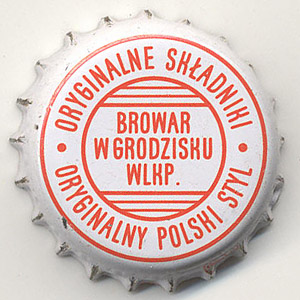 ORYGINALNE SKŁADNIKI
BROWAR
W GRODZISKU
WLKP.
ORYGINALNY POLSKI STYL